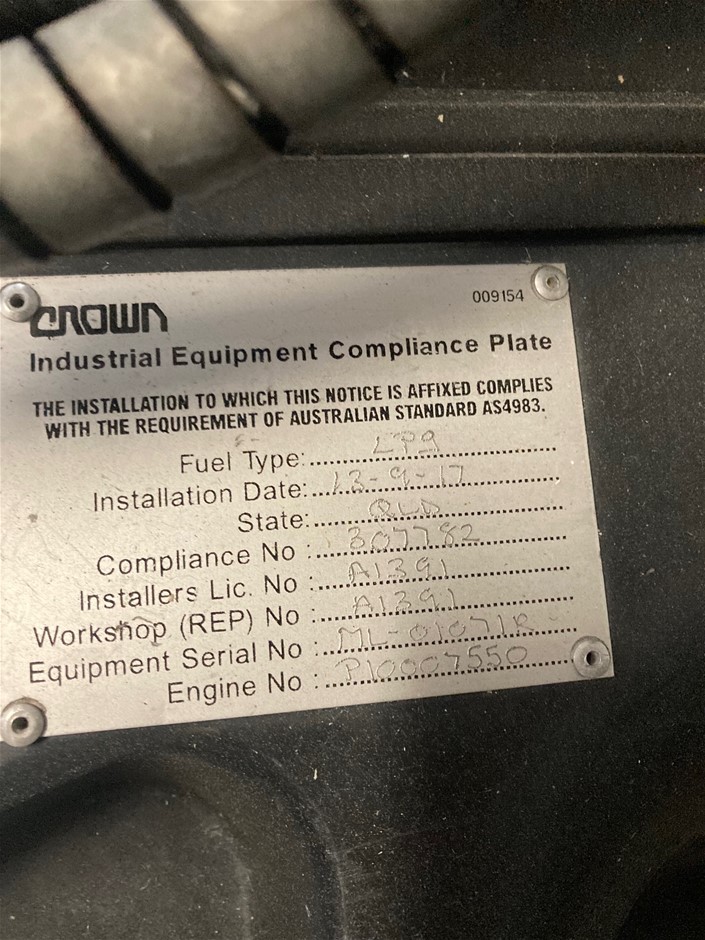 CROWN
009154
Industrial Equipment Compliance Plate
THE INSTALLATION TO WHICH THIS NOTICE IS AFFIXED COMPLIES
WITH THE REQUIREMENT OF AUSTRALIAN STANDARD AS4983.
Fuel Type: LPg
Installation Date: 13-9-17
State: QLD
Compliance No : 307782
Installers Lic. No : A1391
Workshop (REP) No : A1391
Equipment Serial No : ML-01071R
Engine No : P10007550